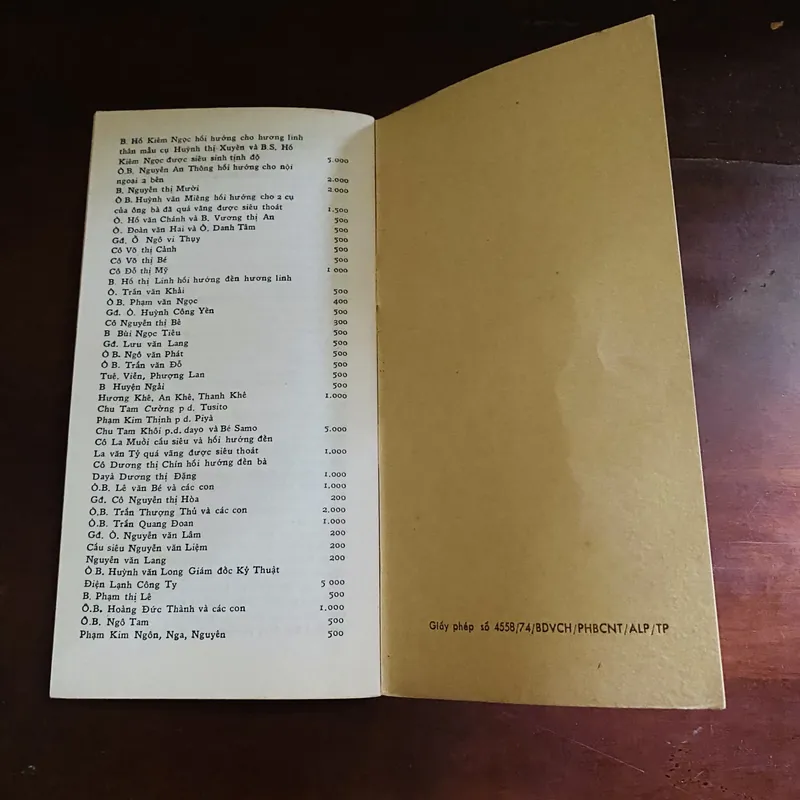 B. Hồ Kiêm Ngọc hồi hướng cho hương linh
thân mẫu cụ Huỳnh thị Xuyên và B.S, Hồ
Kiêm Ngọc được siêu sinh tịnh độ 5.000
Ô.B. Nguyễn An Thông hồi hướng cho nội
ngoại 2 bên 2.000
B. Nguyễn thị Mười 2.000
Ô B. Huỳnh văn Miêng hồi hướng cho 2 cụ
của ông bà đã quá vãng được siêu thoát 1.500
Ô. Hồ văn Chánh và B. Vương thị An 500
Ô. Đoàn văn Hai và Ô. Danh Tâm 500
Gđ. Ô Ngô vi Thụy 500
Cô Võ thị Cảnh 500
Cô Võ thị Bé 500
Cô Đỗ thị Mỹ 1 000
B. Hồ thị Linh hồi hướng đến hương linh
Ô. Trần văn Khải 500
Ô B. Phạm văn Ngọc 400
Gđ. Ô. Huỳnh Công Yên 500
Cô Nguyễn thị Bê 300
B Bùi Ngọc Tiều 500
Gđ. Lưu văn Lang 500
Ô B. Ngô văn Phát 500
Ô B. Trần văn Đỗ 500
Tuê. Viễn, Phượng Lan 500
B Huyện Ngải 500
Hương Khê, An Khê, Thanh Khê 1.000
Chu Tam Cường p d. Tusito
Phạm Kim Thịnh p d. Piyà
Chu Tam Khôi p.d. dayo và Bé Samo 5.000
Cô La Muồi cầu siêu và hồi hướng đến
La văn Tỷ quá vãng được siêu thoát 1.000
Cô Dương thị Chín hồi hướng đến bà
Dayà Dương thị Đặng 1.000
Ô.B. Lê văn Bé và các con 1.000
Gđ. Cô Nguyễn thị Hòa 200
Ô.B. Trần Thượng Thủ và các con 2.000
Ô.B. Trần Quang Đoan 1.000
Gđ. Ô. Nguyễn văn Lâm 200
Cầu siêu Nguyễn văn Liệm 200
Nguyễn văn Lang 200
Ô.B. Huỳnh văn Long Giám đốc Kỹ Thuật
Điện Lạnh Công Ty 5 000
B. Phạm thị Lê 500
Ô.B. Hoàng Đức Thành và các con 1.000
Ô.B. Ngô Tam 500
Phạm Kim Ngôn, Nga, Nguyên 500
Giấy phép số 4558/74/BDVCH/PHBCNT/ALP/TP